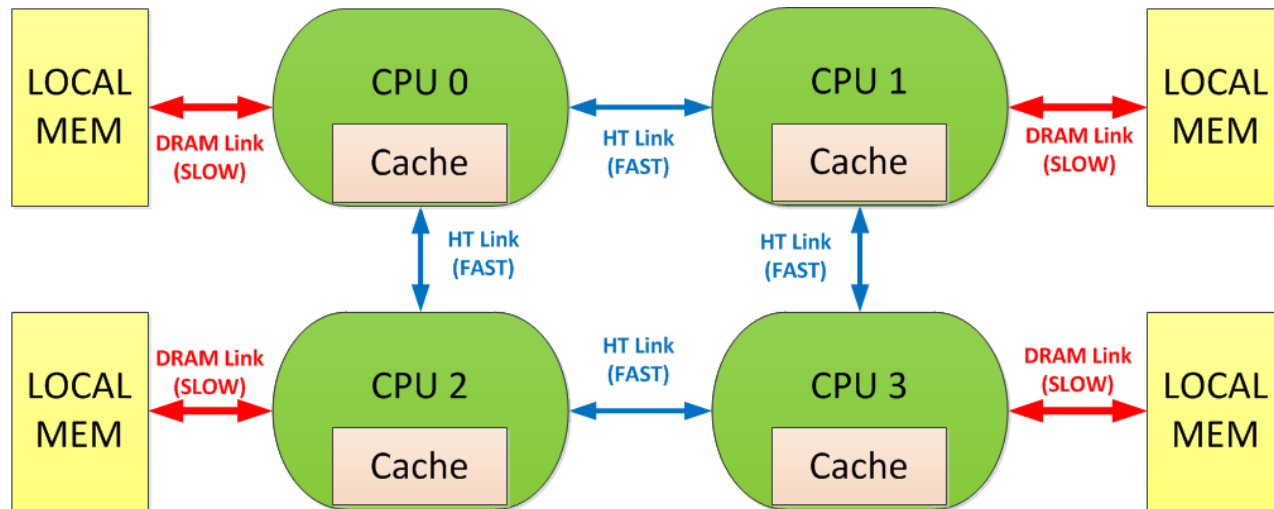 LOCAL
MEM
DRAM Link
(SLOW)
CPU 0
Cache
HT Link
(FAST)
CPU 1
Cache
DRAM Link
(SLOW)
LOCAL
MEM
HT Link
(FAST)
HT Link
(FAST)
LOCAL
MEM
DRAM Link
(SLOW)
CPU 2
Cache
HT Link
(FAST)
CPU 3
Cache
DRAM Link
(SLOW)
LOCAL
MEM